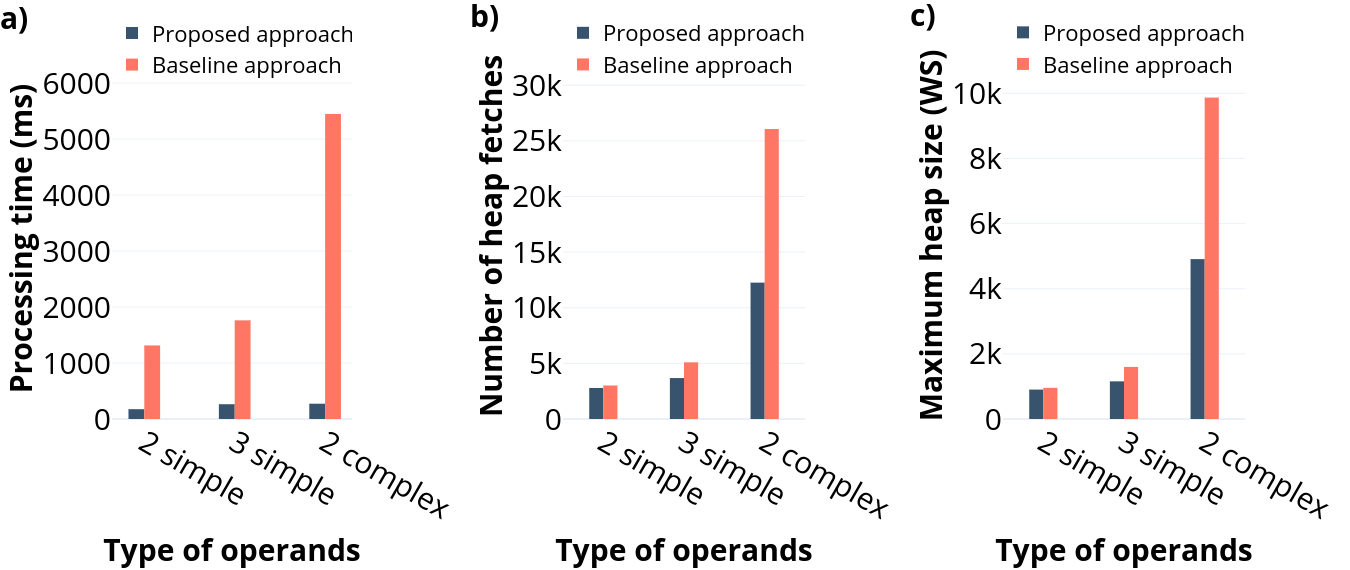 a)
Proposed approach
Baseline approach
Processing time (ms)
6000
5000
4000
3000
2000
1000
0
2 simple
3 simple
2 complex
Type of operands
b)
Proposed approach
Baseline approach
Number of heap fetches
30k
25k
20k
15k
10k
5k
0
2 simple
3 simple
2 complex
Type of operands
c)
Proposed approach
Baseline approach
Maximum heap size (WS)
10k
8k
6k
4k
2k
0
2 simple
3 simple
2 complex
Type of operands